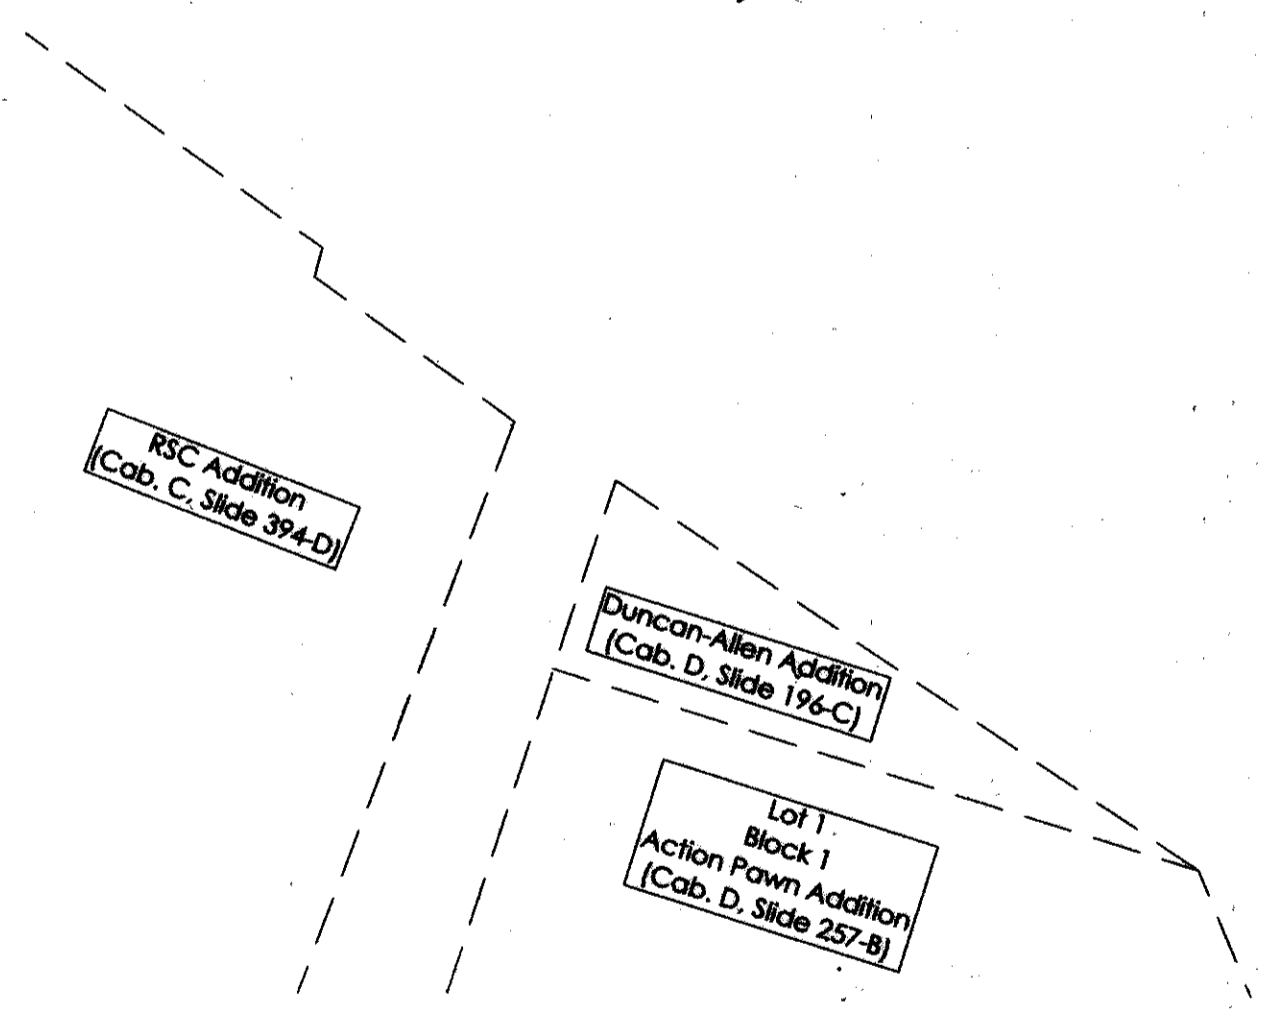 RSC Addition
(Cab. C, Slide 394-D)
Duncan-Allen Addition
(Cab. D, Slide 196-C)
Lot 1
Block 1
Action Pawn Addition
(Cab. D, Slide 257-B)